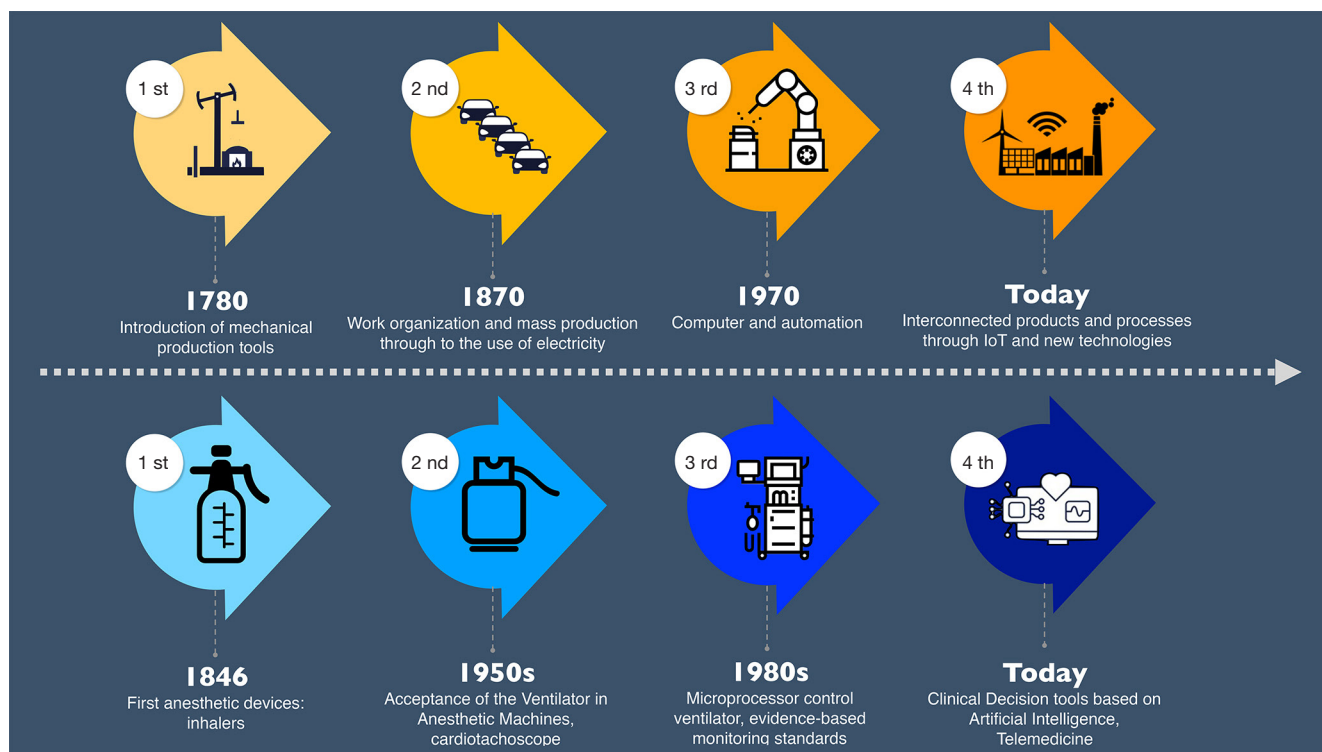 1 st
2 nd
3 rd
4 th
1780
Introduction of mechanical
production tools
1870
Work organization and mass production
through to the use of electricity
1970
Computer and automation
Today
Interconnected products and processes
through IoT and new technologies
1 st
2 nd
3 rd
4 th
1846
First anesthetic devices:
inhalers
1950s
Acceptance of the Ventilator in
Anesthetic Machines,
cardiotachoscope
1980s
Microprocessor control
ventilator, evidence-based
monitoring standards
Today
Clinical Decision tools based on
Artificial Intelligence,
Telemedicine